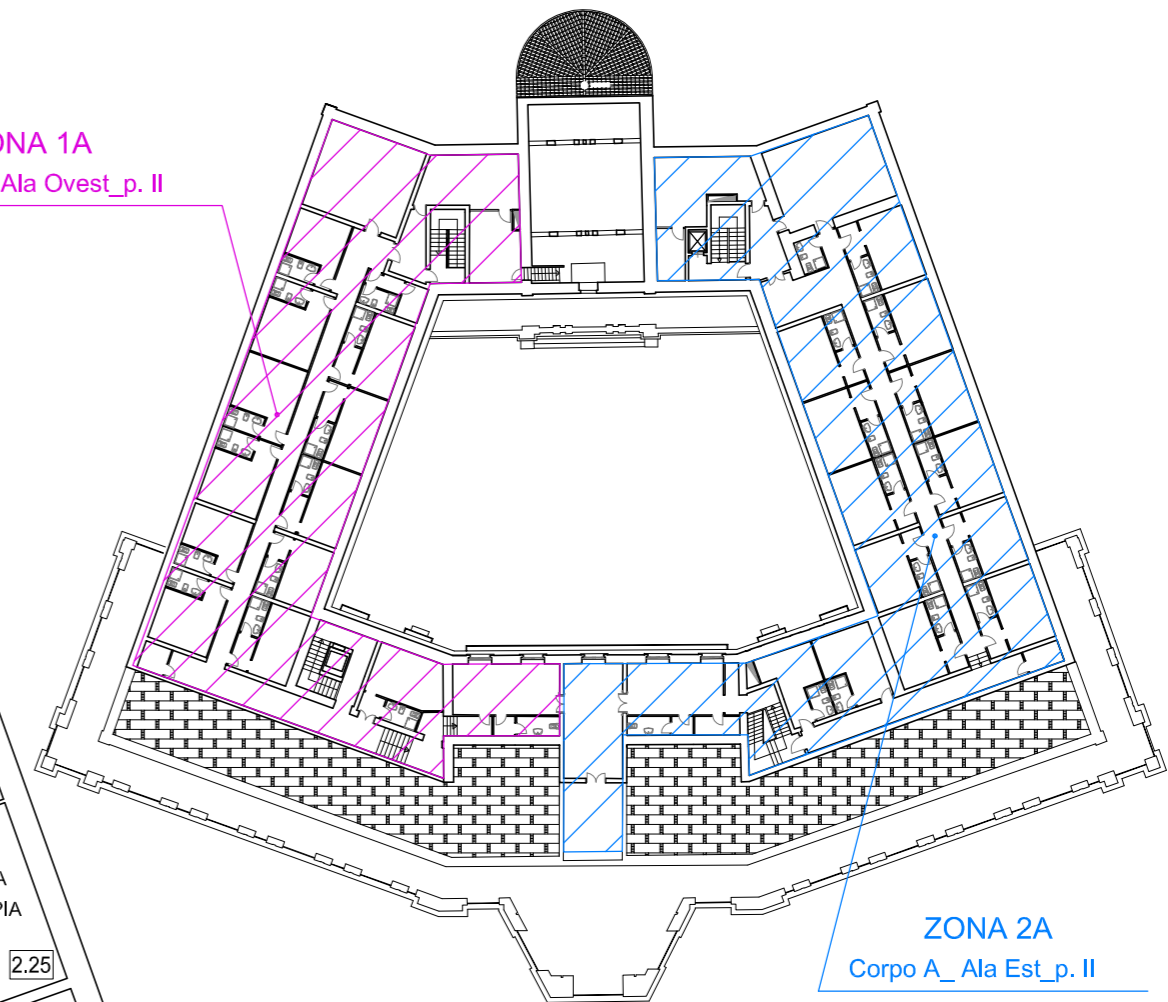 ONA 1A
Ala Ovest_p. II
A
PIA
2.25
ZONA 2A
Corpo A_ Ala Est_p. II